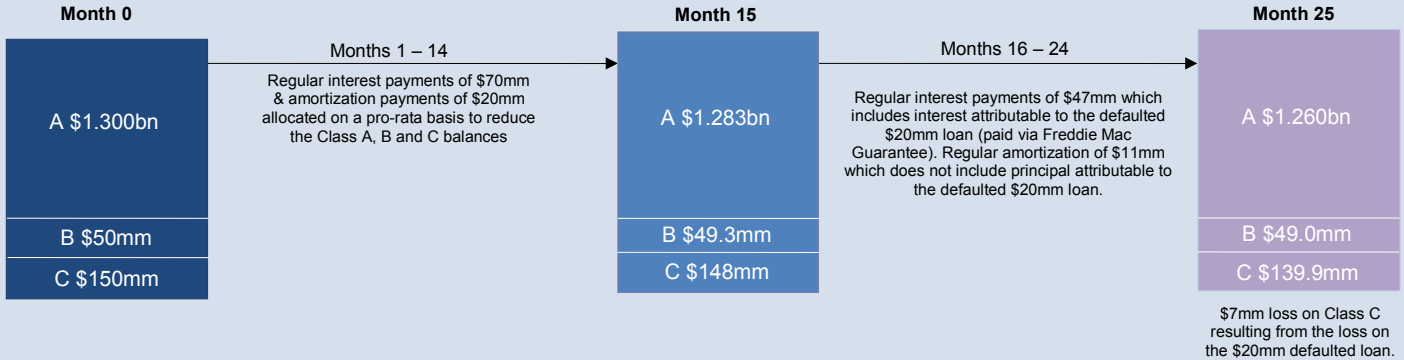 Month 0
A $1.300bn
B $50mm
C $150mm
Months 1 – 14
Regular interest payments of $70mm
& amortization payments of $20mm
allocated on a pro-rata basis to reduce
the Class A, B and C balances
Month 15
A $1.283bn
B $49.3mm
C $148mm
Months 16 – 24
Regular interest payments of $47mm which
includes interest attributable to the defaulted
$20mm loan (paid via Freddie Mac
Guarantee). Regular amortization of $11mm
which does not include principal attributable to
the defaulted $20mm loan.
Month 25
A $1.260bn
B $49.0mm
C $139.9mm
$7mm loss on Class C
resulting from the loss on
the $20mm defaulted loan.